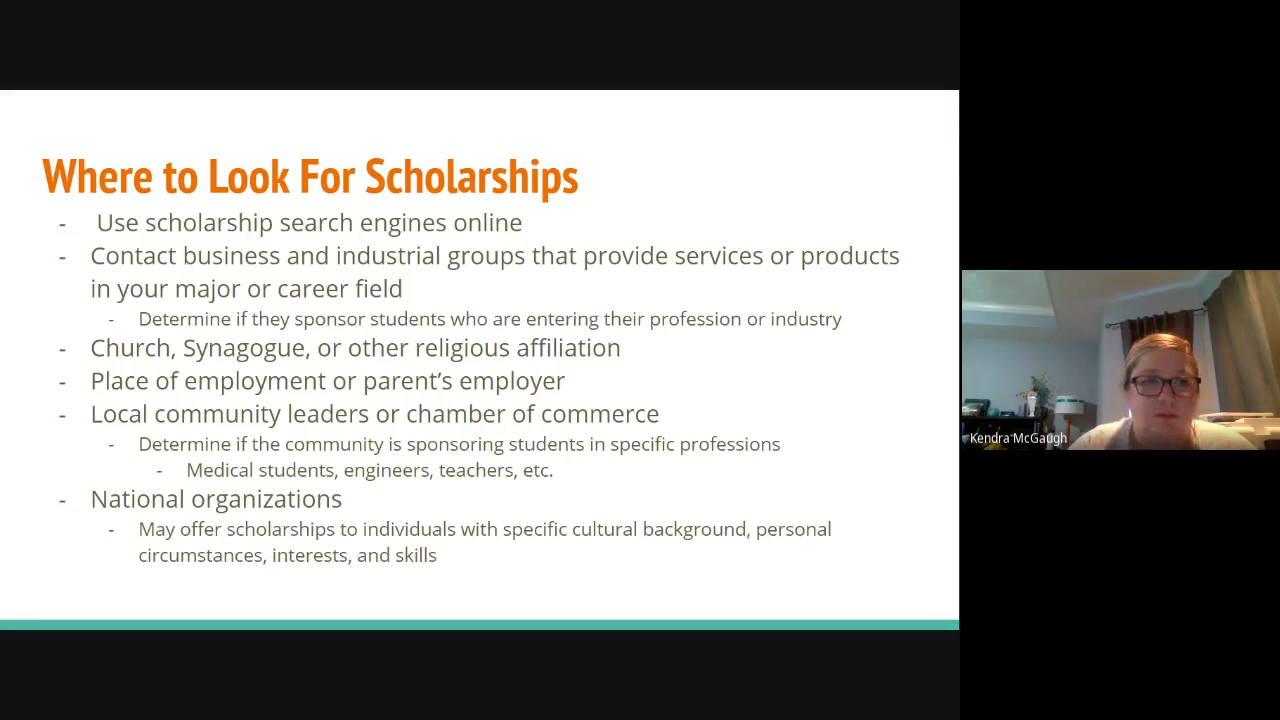 Where to Look For Scholarships
- Use scholarship search engines online
- Contact business and industrial groups that provide services or products
in your major or career field
- Determine if they sponsor students who are entering their profession or industry
- Church, Synagogue, or other religious affiliation
- Place of employment or parent's employer
- Local community leaders or chamber of commerce
- Determine if the community is sponsoring students in specific professions
- Medical students, engineers, teachers, etc.
- National organizations
- May offer scholarships to individuals with specific cultural background, personal
circumstances, interests, and skills
Kendra McGaugh